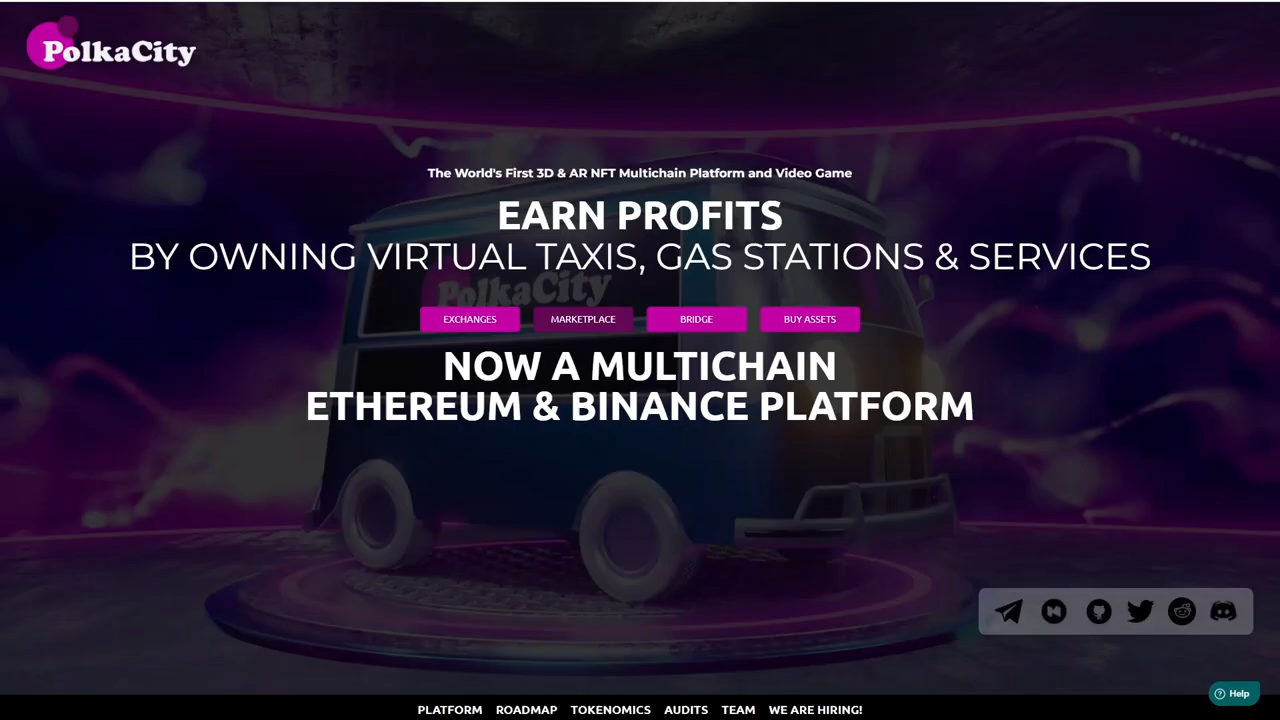 PolkaCity
The World's First 3D & AR NFT Multichain Platform and Video Game
EARN PROFITS
BY OWNING VIRTUAL TAXIS, GAS STATIONS & SERVICES
PolkaCity
EXCHANGES MARKETPLACE BRIDGE BUY ASSETS
NOW A MULTICHAIN
ETHEREUM & BINANCE PLATFORM
Help
PLATFORM ROADMAP TOKENOMICS AUDITS TEAM WE ARE HIRING!